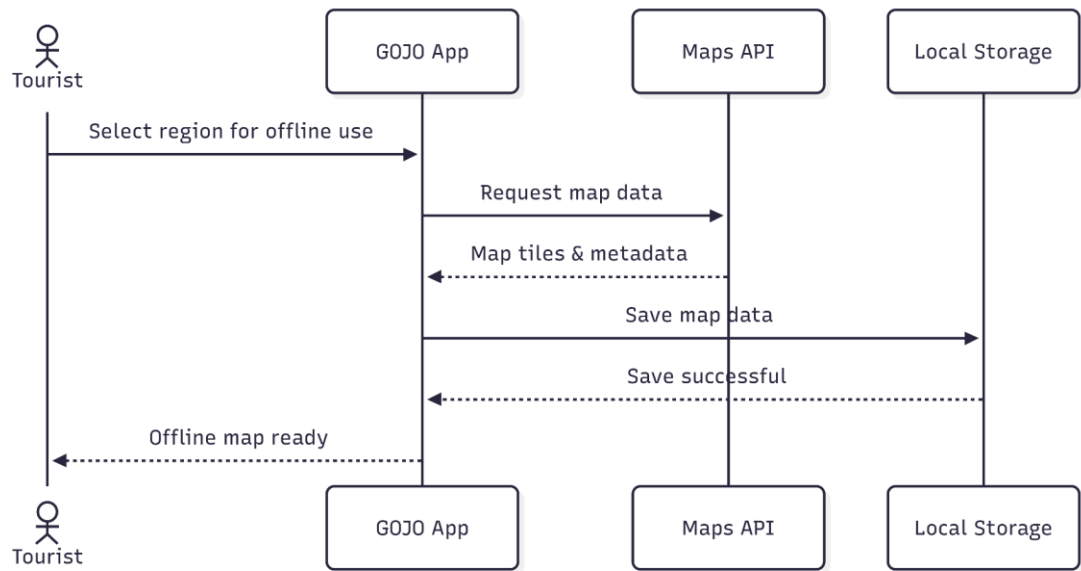 Tourist
GOJO App
Maps API
Local Storage
Select region for offline use
Request map data
Map tiles & metadata
Save map data
Save successful
Offline map ready
Tourist
GOJO App
Maps API
Local Storage